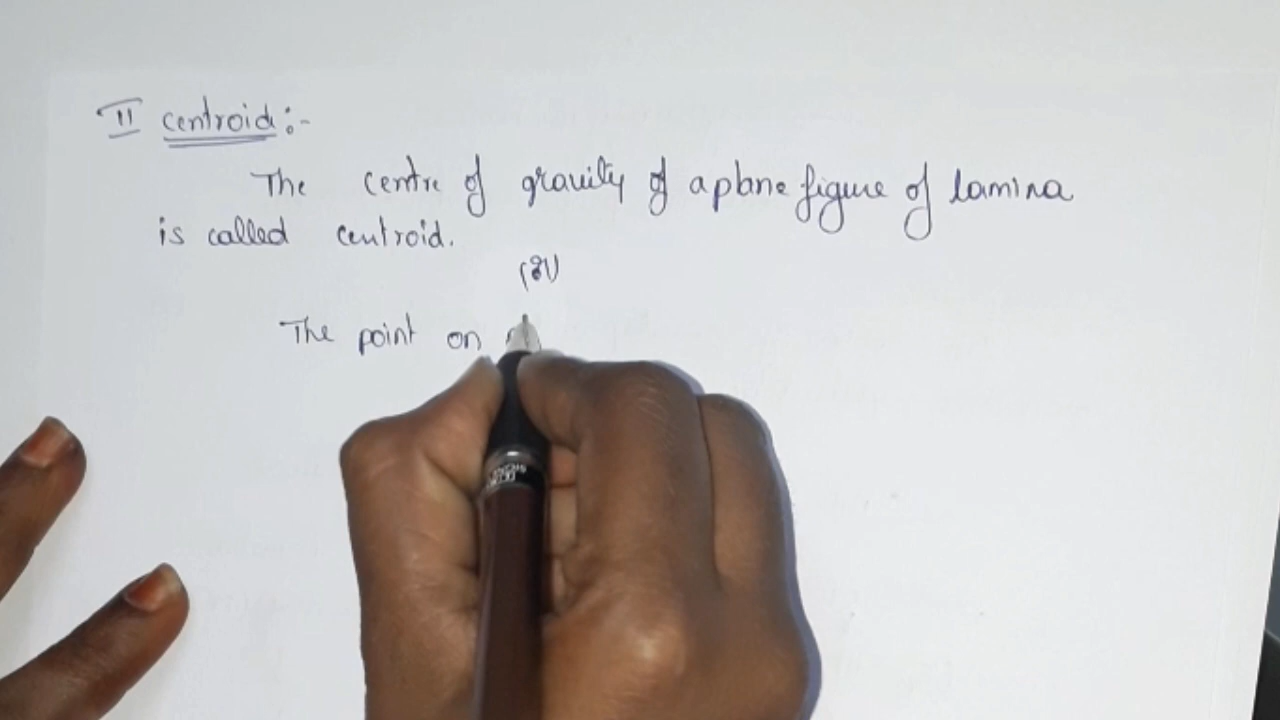 II centroid:-
The centre of gravity of a plane figure of lamina
is called centroid.
(or)
The point on